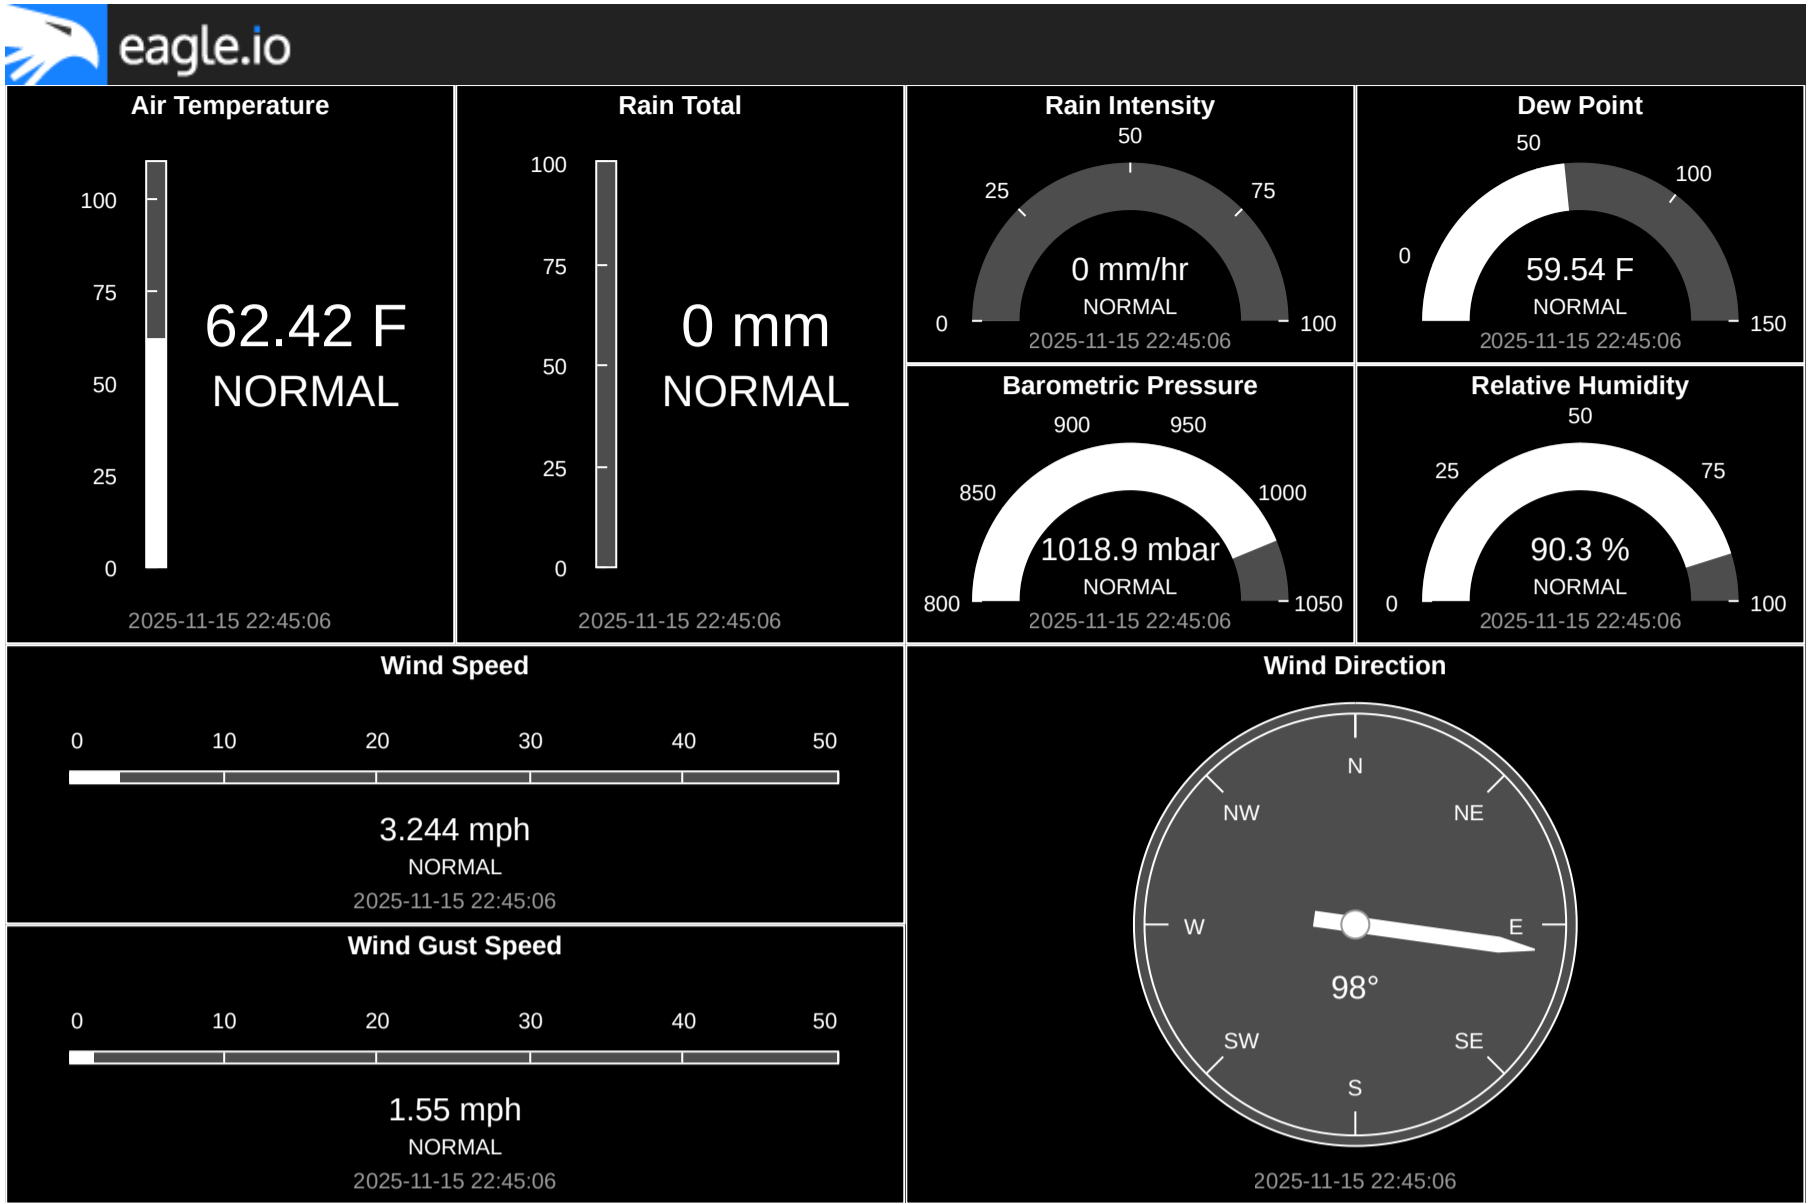 eagle.io
Air Temperature
100
75
50
25
0
62.42 F
NORMAL
2025-11-15 22:45:06
Rain Total
100
75
50
25
0
0 mm
NORMAL
2025-11-15 22:45:06
Rain Intensity
50
25
75
0
100
0 mm/hr
NORMAL
2025-11-15 22:45:06
Dew Point
50
100
0
150
59.54 F
NORMAL
2025-11-15 22:45:06
Barometric Pressure
900
950
850
1000
800
1050
1018.9 mbar
NORMAL
2025-11-15 22:45:06
Relative Humidity
50
25
75
0
100
90.3 %
NORMAL
2025-11-15 22:45:06
Wind Speed
0 10 20 30 40 50
3.244 mph
NORMAL
2025-11-15 22:45:06
Wind Gust Speed
0 10 20 30 40 50
1.55 mph
NORMAL
2025-11-15 22:45:06
Wind Direction
N
NW NE
W E
98°
SW SE
S
2025-11-15 22:45:06